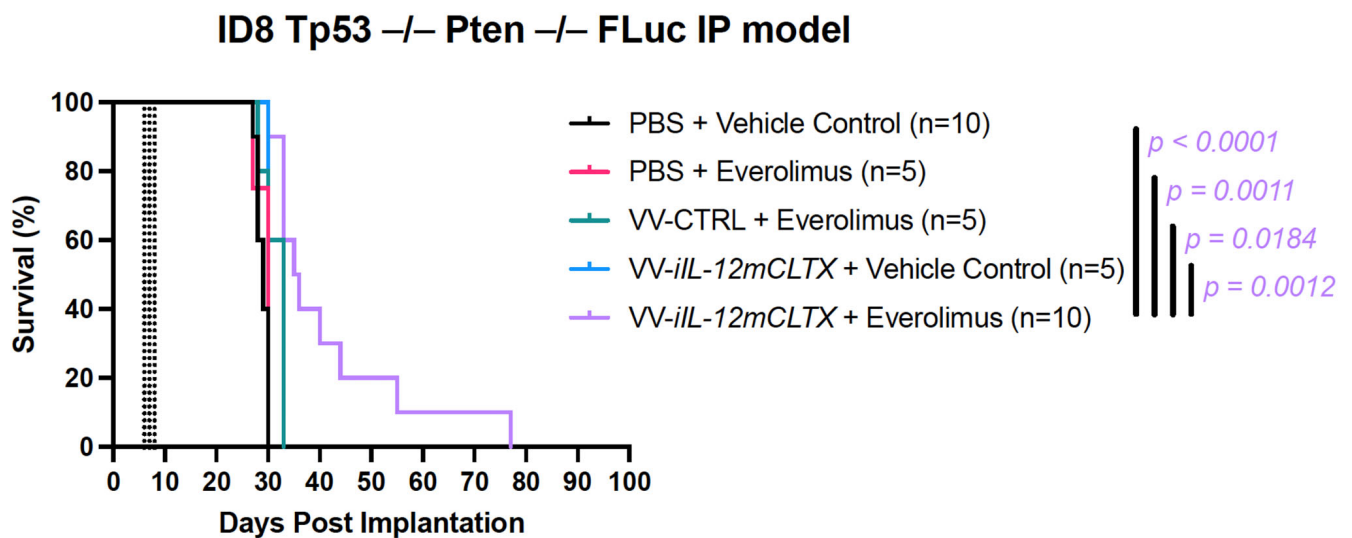 ID8 Tp53 –/– Pten –/– FLuc IP model
Survival (%)
100
80
60
40
20
0
0 10 20 30 40 50 60 70 80 90 100
Days Post Implantation
PBS + Vehicle Control (n=10)
PBS + Everolimus (n=5)
VV-CTRL + Everolimus (n=5)
VV-iIL-12mCLTX + Vehicle Control (n=5)
VV-iIL-12mCLTX + Everolimus (n=10)
p < 0.0001
p = 0.0011
p = 0.0184
p = 0.0012